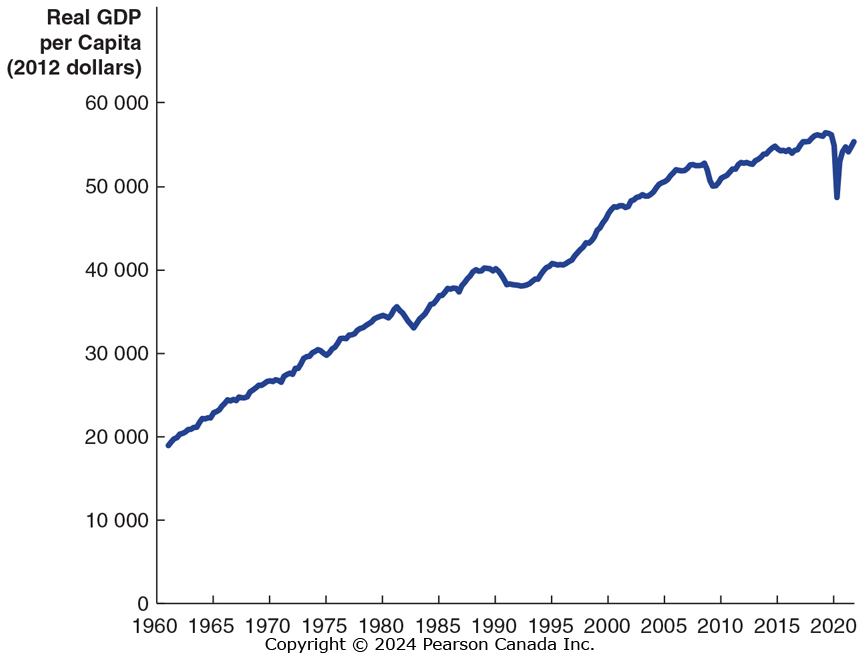 Real GDP
per Capita
(2012 dollars)
60 000
50 000
40 000
30 000
20 000
10 000
0
1960 1965 1970 1975 1980 1985 1990 1995 2000 2005 2010 2015 2020
Copyright © 2024 Pearson Canada Inc.